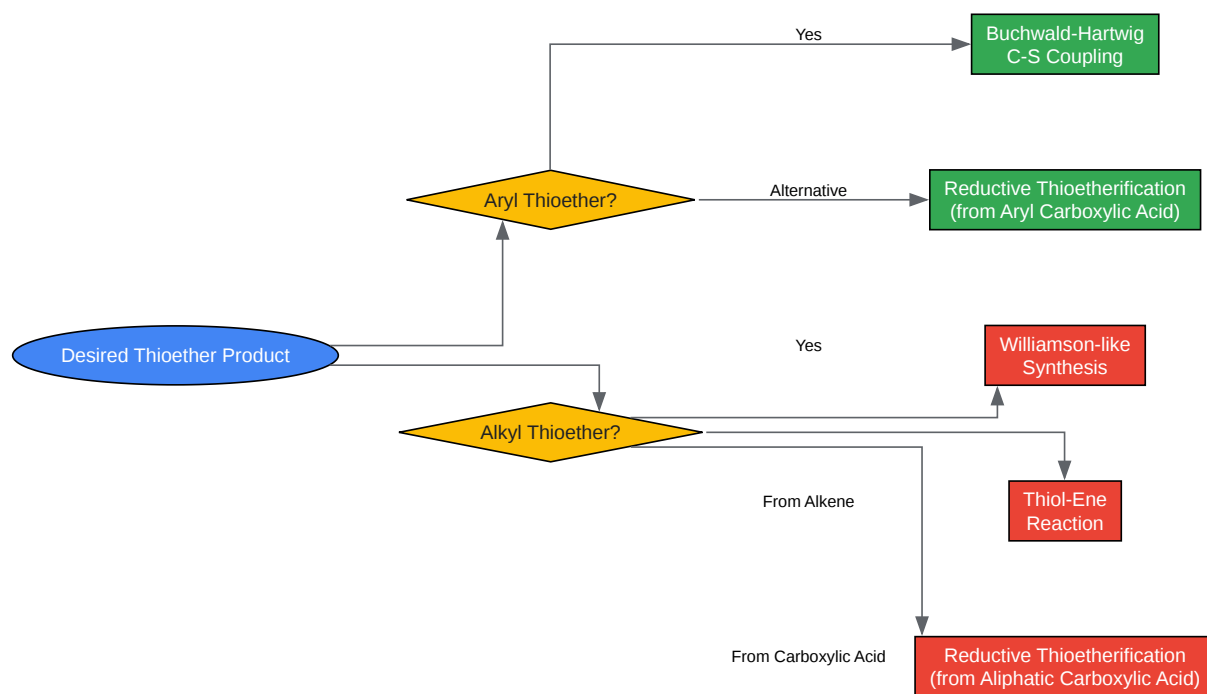 Yes
Buchwald-Hartwig
C-S Coupling
Aryl Thioether?
Alternative
Reductive Thioetherification
(from Aryl Carboxylic Acid)
Desired Thioether Product
Yes
Williamson-like
Synthesis
Alkyl Thioether?
From Alkene
Thiol-Ene
Reaction
From Carboxylic Acid
Reductive Thioetherification
(from Aliphatic Carboxylic Acid)